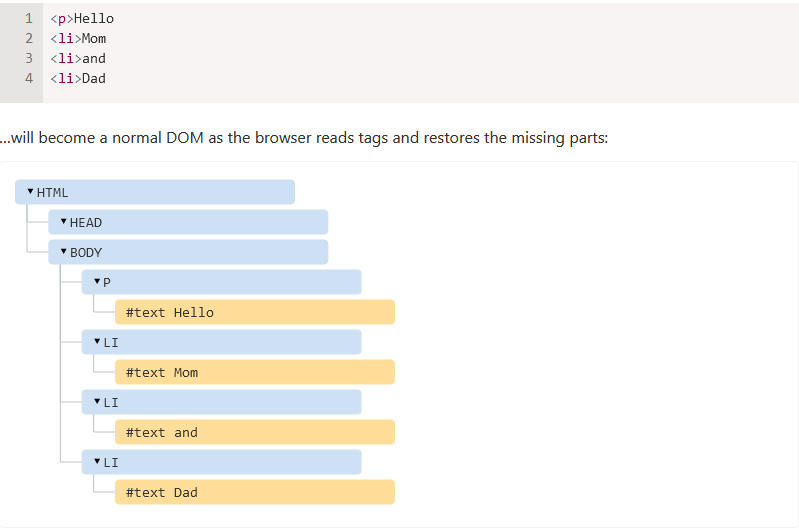 1 <p>Hello
2 <li>Mom
3 <li>and
4 <li>Dad
...will become a normal DOM as the browser reads tags and restores the missing parts:
▾HTML
▾HEAD
▾BODY
▾P
#text Hello
▾LI
#text Mom
▾LI
#text and
▾LI
#text Dad